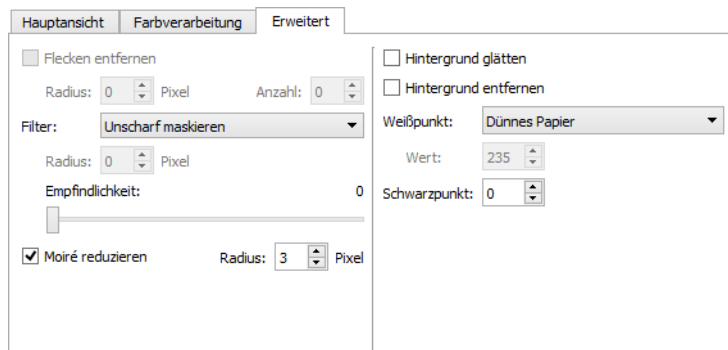 Hauptansicht Farbverarbeitung Erweitert
Flecken entfernen
Radius: 0 Pixel Anzahl: 0
Filter: Unscharf maskieren
Radius: 0 Pixel
Empfindlichkeit: 0
Moiré reduzieren Radius: 3 Pixel
Hintergrund glätten
Hintergrund entfernen
Weißpunkt: Dünnes Papier
Wert: 235
Schwarzpunkt: 0